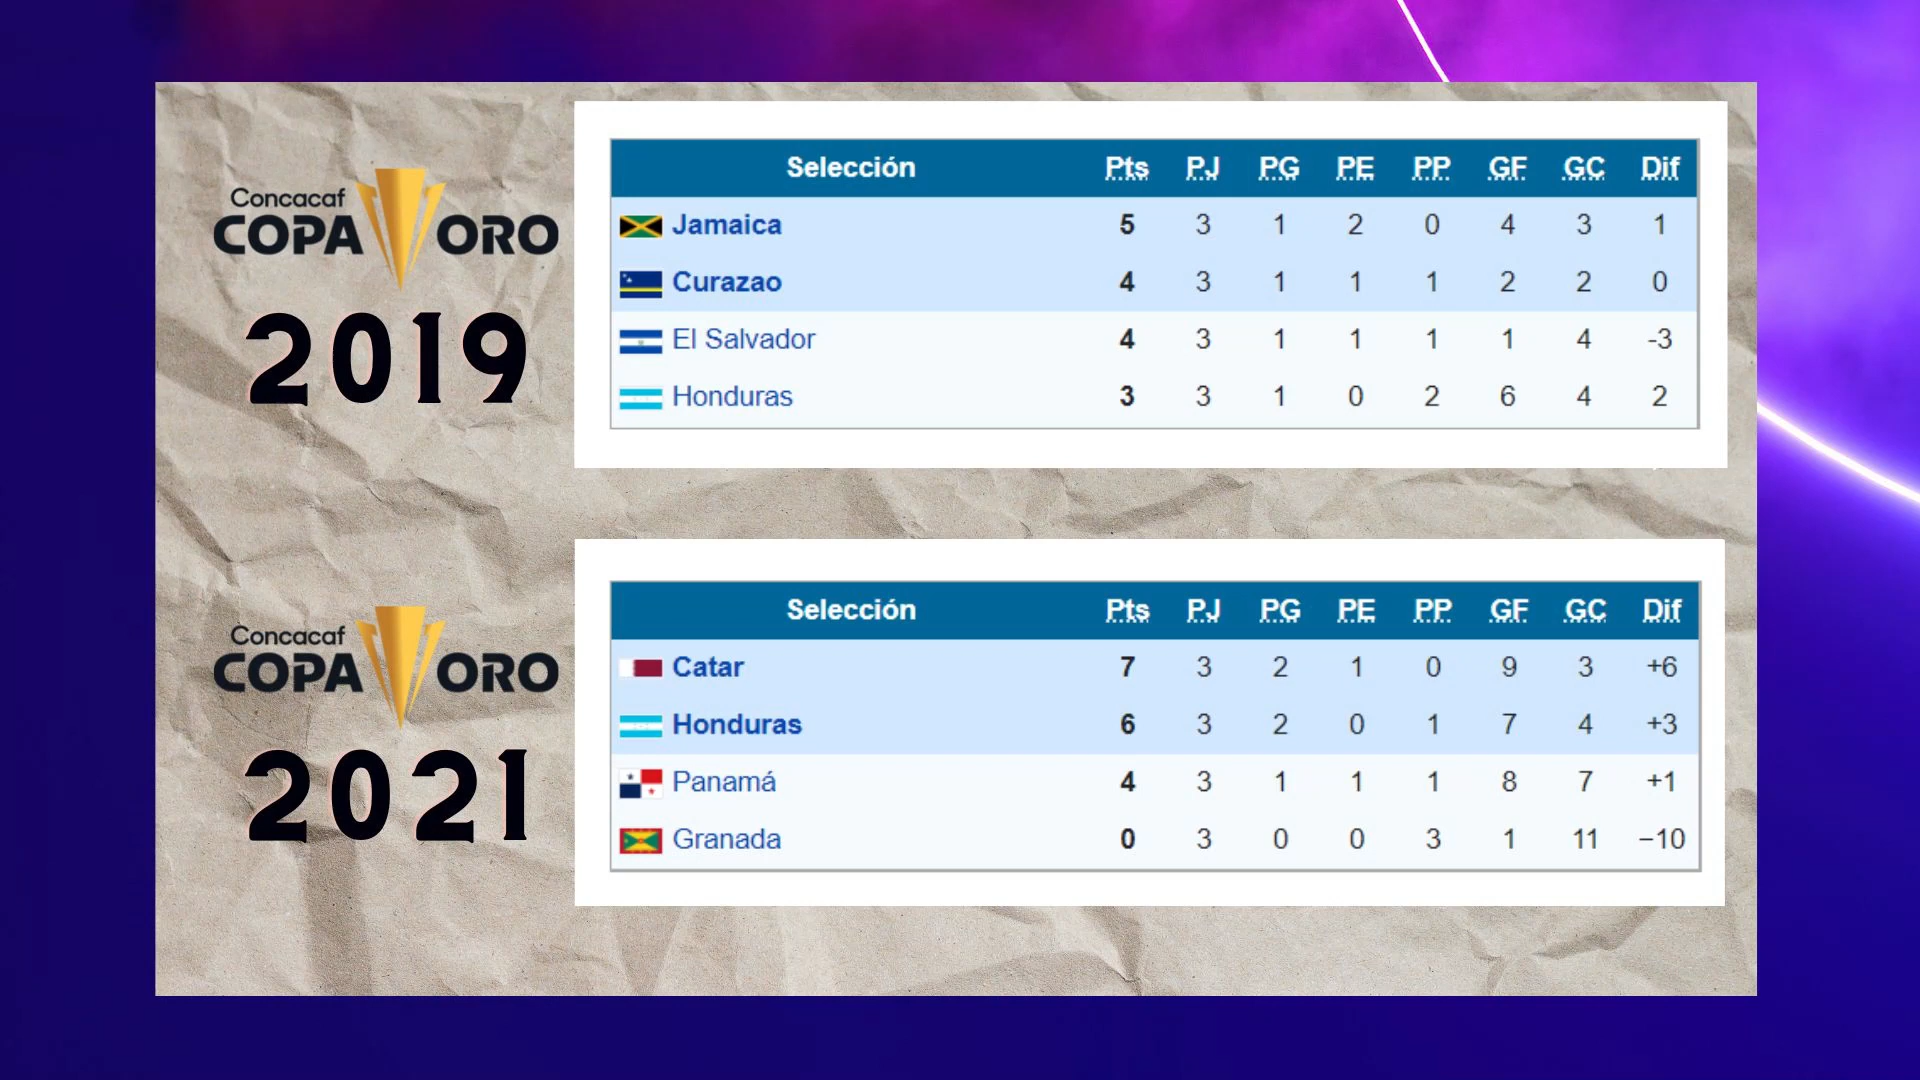 Concacaf
COPA ORO
2019
Selección Pts PJ PG PE PP GF GC Dif
Jamaica 5 3 1 2 0 4 3 1
Curazao 4 3 1 1 1 2 2 0
El Salvador 4 3 1 1 1 1 4 -3
Honduras 3 3 1 0 2 6 4 2
Concacaf
COPA ORO
2021
Selección Pts PJ PG PE PP GF GC Dif
Catar 7 3 2 1 0 9 3 +6
Honduras 6 3 2 0 1 7 4 +3
Panamá 4 3 1 1 1 8 7 +1
Granada 0 3 0 0 3 1 11 −10